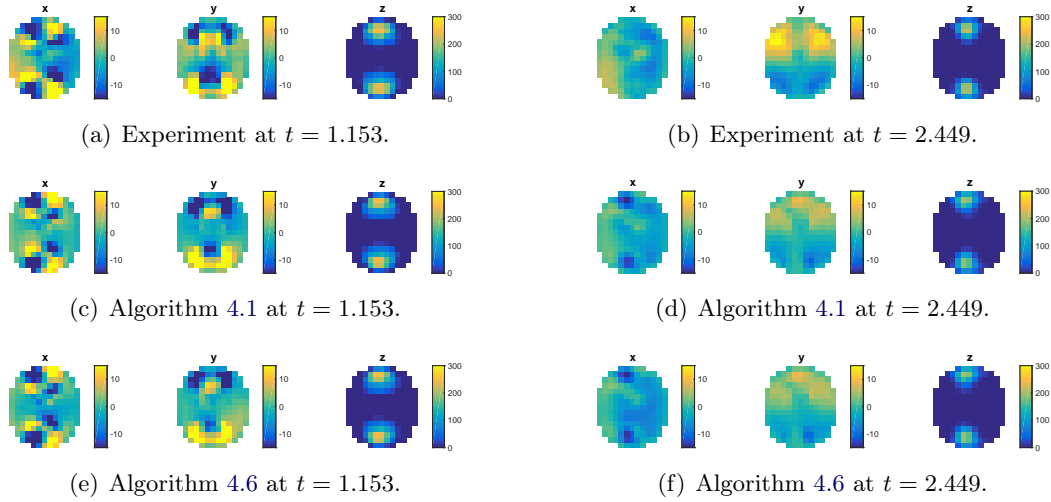 x y z x y z
10 0 -10 10 0 -10 300 200 100 0 10 0 -10 10 0 -10 300 200 100 0
(a) Experiment at t = 1.153. (b) Experiment at t = 2.449.
x y z x y z
10 0 -10 10 0 -10 300 200 100 0 10 0 -10 10 0 -10 300 200 100 0
(c) Algorithm 4.1 at t = 1.153. (d) Algorithm 4.1 at t = 2.449.
x y z x y z
10 0 -10 10 0 -10 300 200 100 0 10 0 -10 10 0 -10 300 200 100 0
(e) Algorithm 4.6 at t = 1.153. (f) Algorithm 4.6 at t = 2.449.